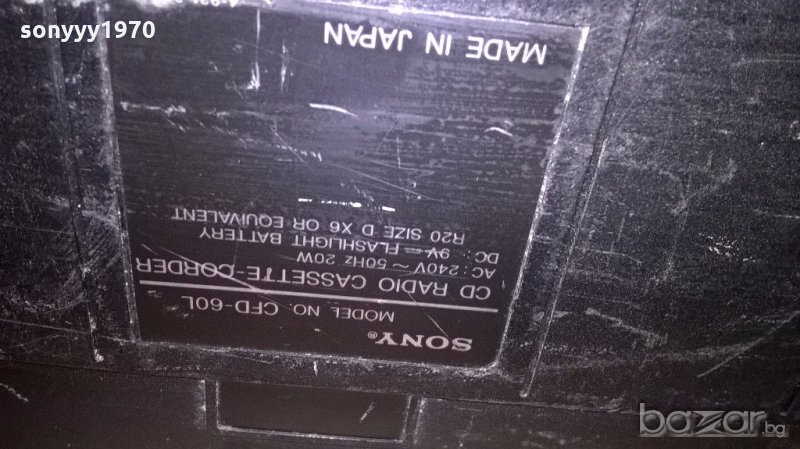 sonyyy1970
SONY®
MODEL NO. CFD-60L
CD RADIO CASSETTE-CORDER
AC: 240V ~ 50Hz 20W
DC: 9V ⎓ FLASHLIGHT BATTERY
R20 SIZE D X6 OR EQUIVALENT
MADE IN JAPAN
bazar.bg